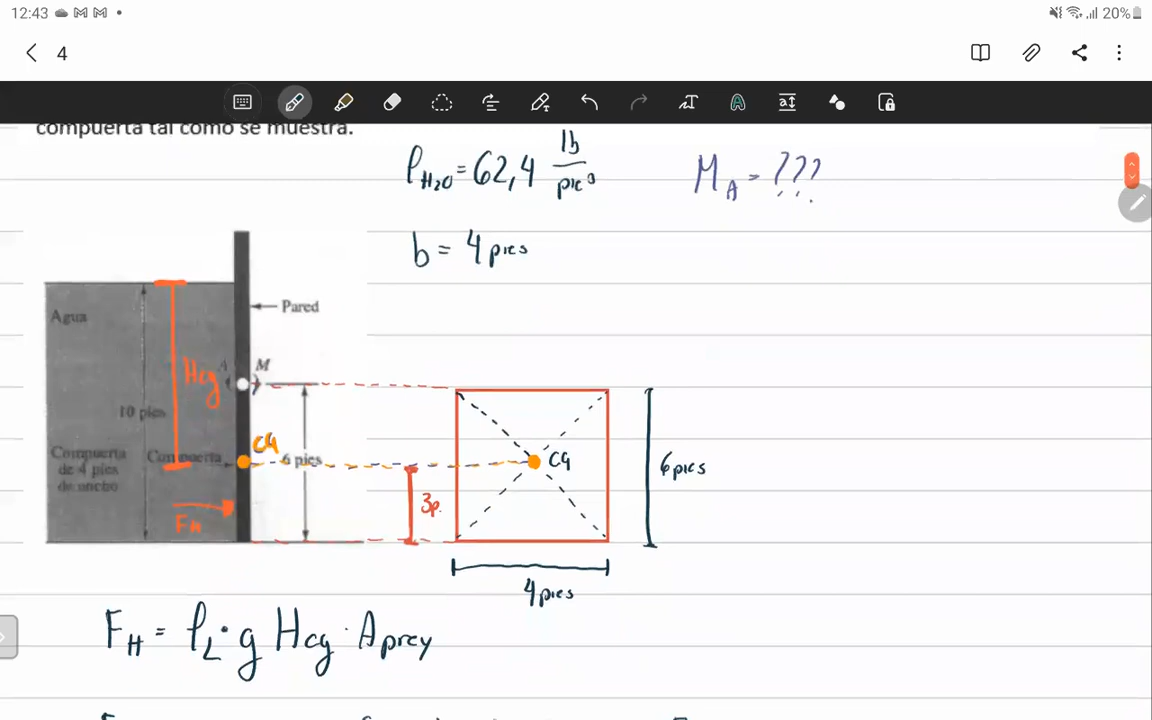 12:43
20%
4
compuerta tal como se muestra.
ρH2O = 62,4 lb/pie³
MA = ???
b = 4 pies
Agua
Pared
Hcg
A
M
10 pies
CG
Compuerta de 4 pies de ancho
Compuerta
6 pies
CG
6 pies
3p.
FH
4 pies
FH = ρL · g Hcg · Aproy